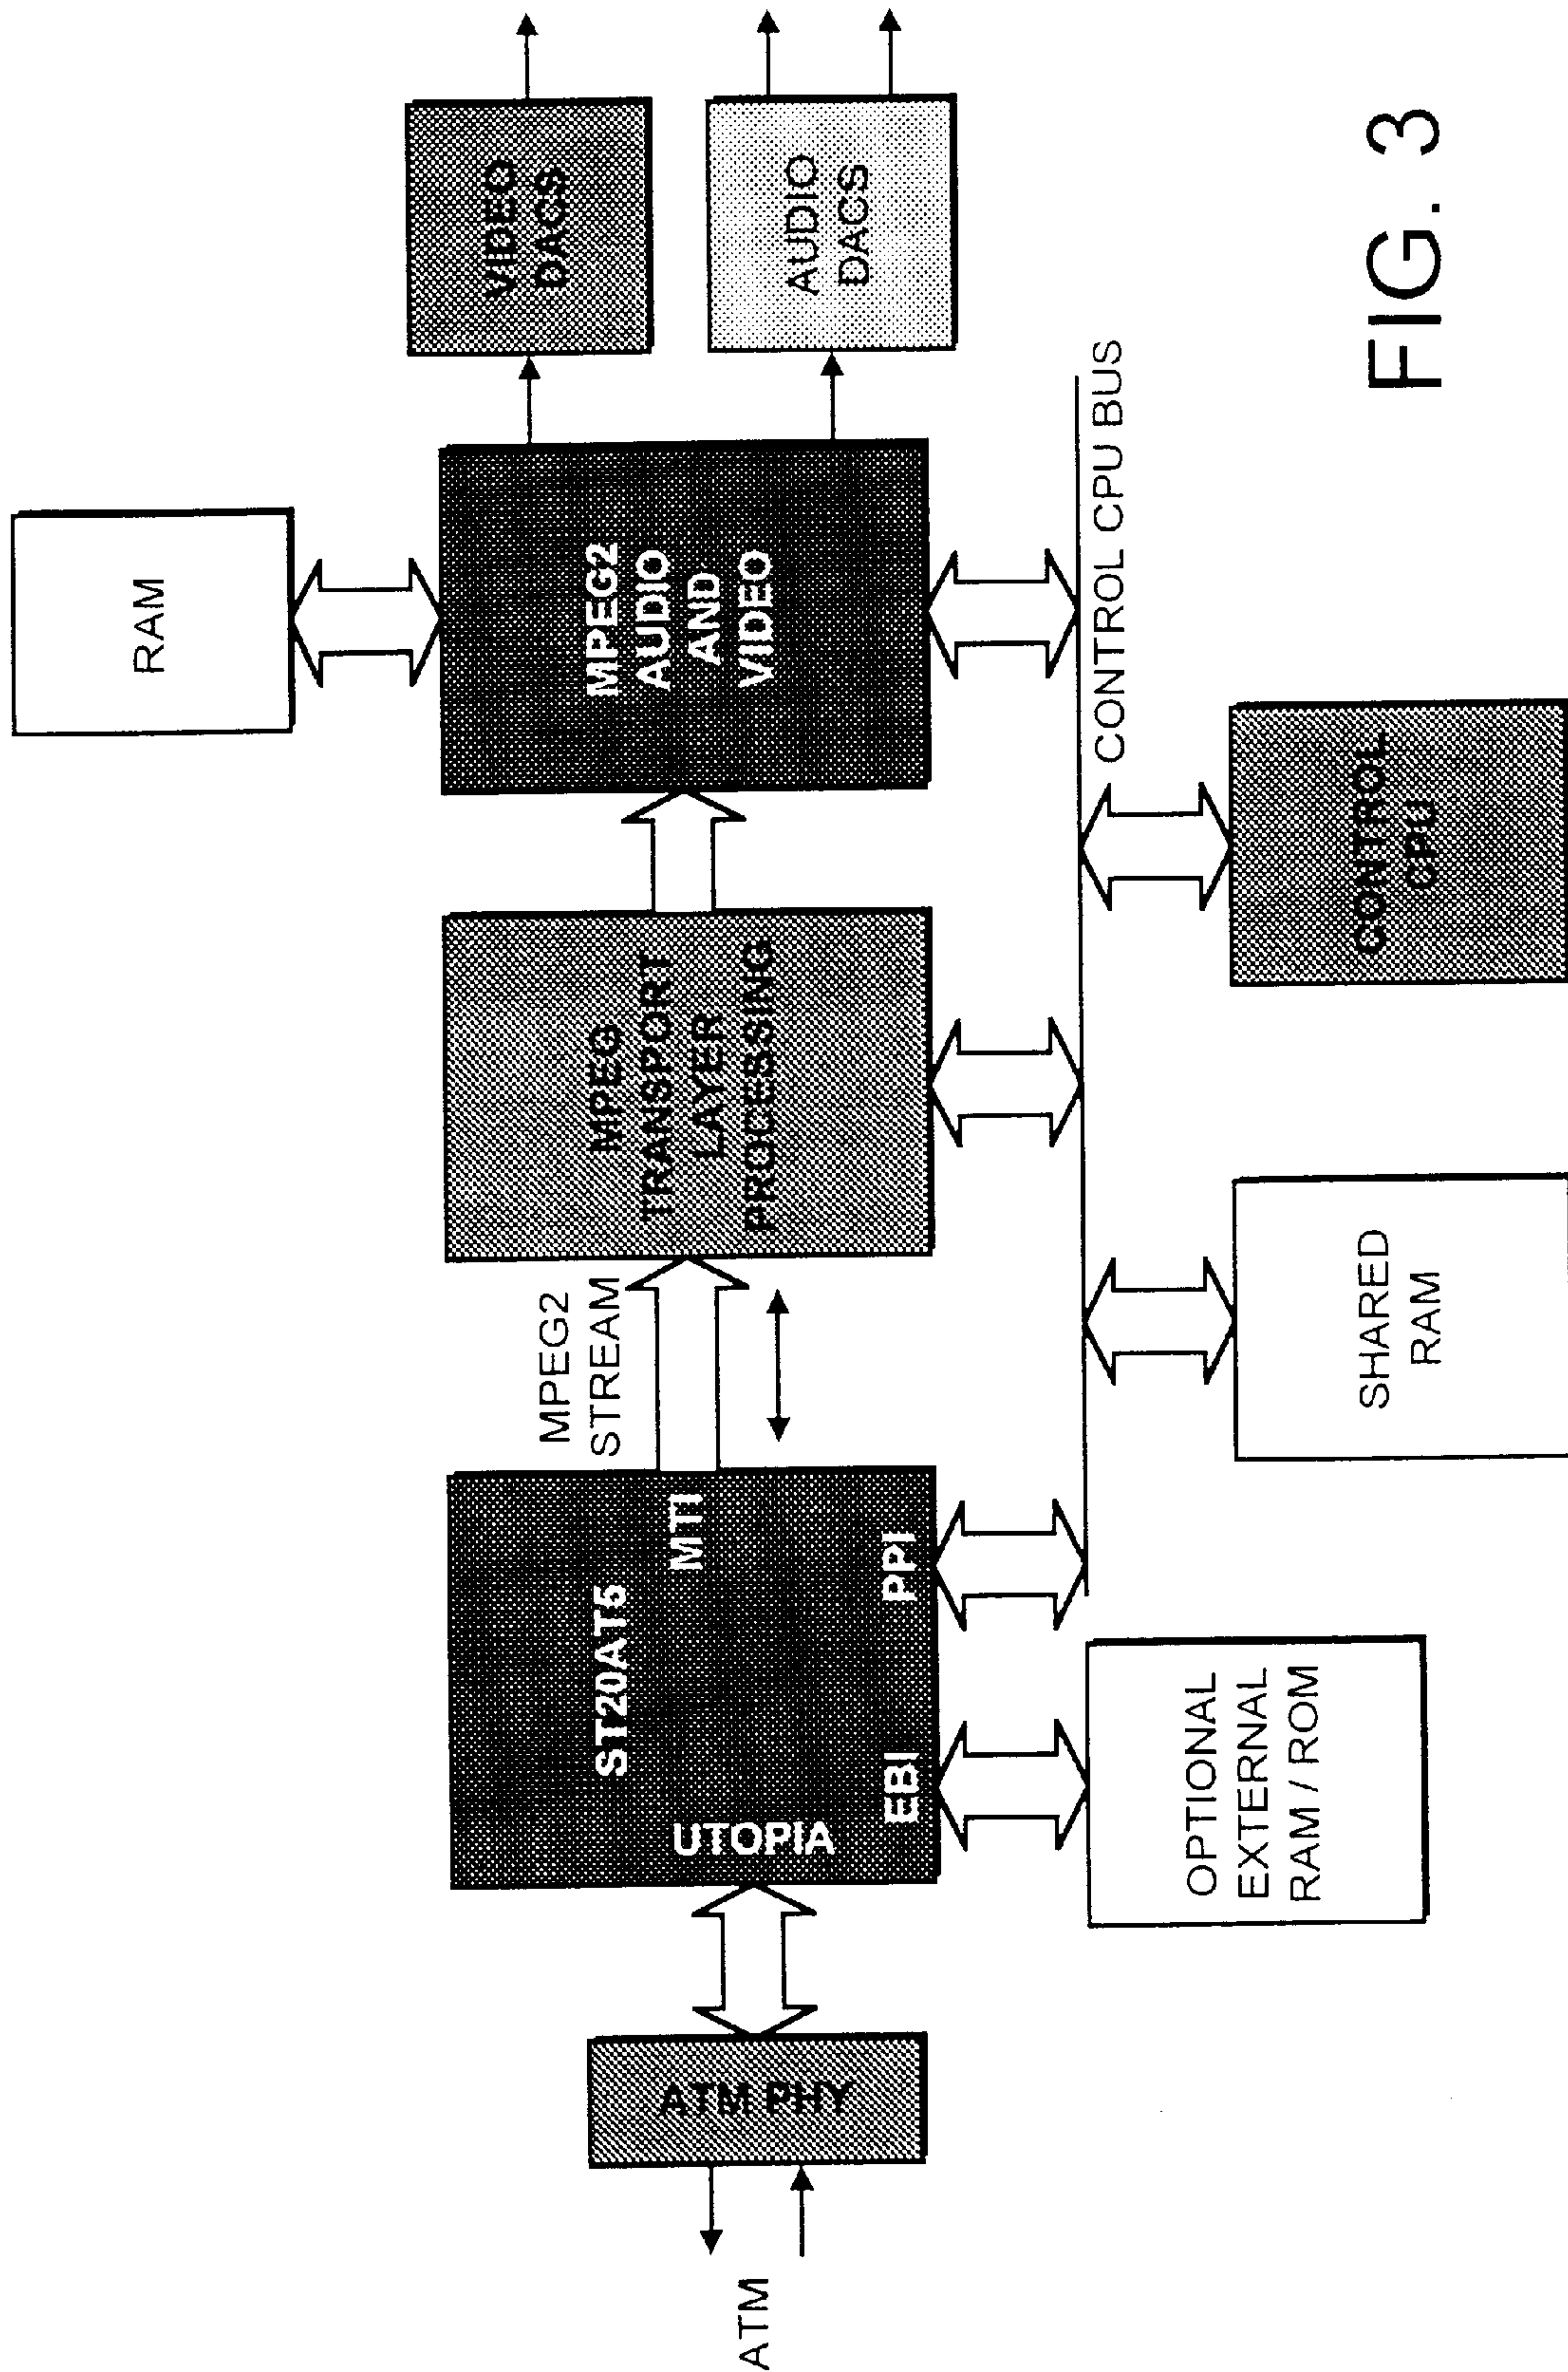 RAM
VIDEO
DACS
AUDIO
DACS
MPEG2
AUDIO
AND
VIDEO
MPEG
TRANSPORT
LAYER
PROCESSING
MPEG2
STREAM
ST20AT5
MTI
UTOPIA
EBI
PPI
ATM PHY
ATM
CONTROL CPU BUS
OPTIONAL
EXTERNAL
RAM / ROM
SHARED
RAM
CONTROL
CPU
FIG. 3